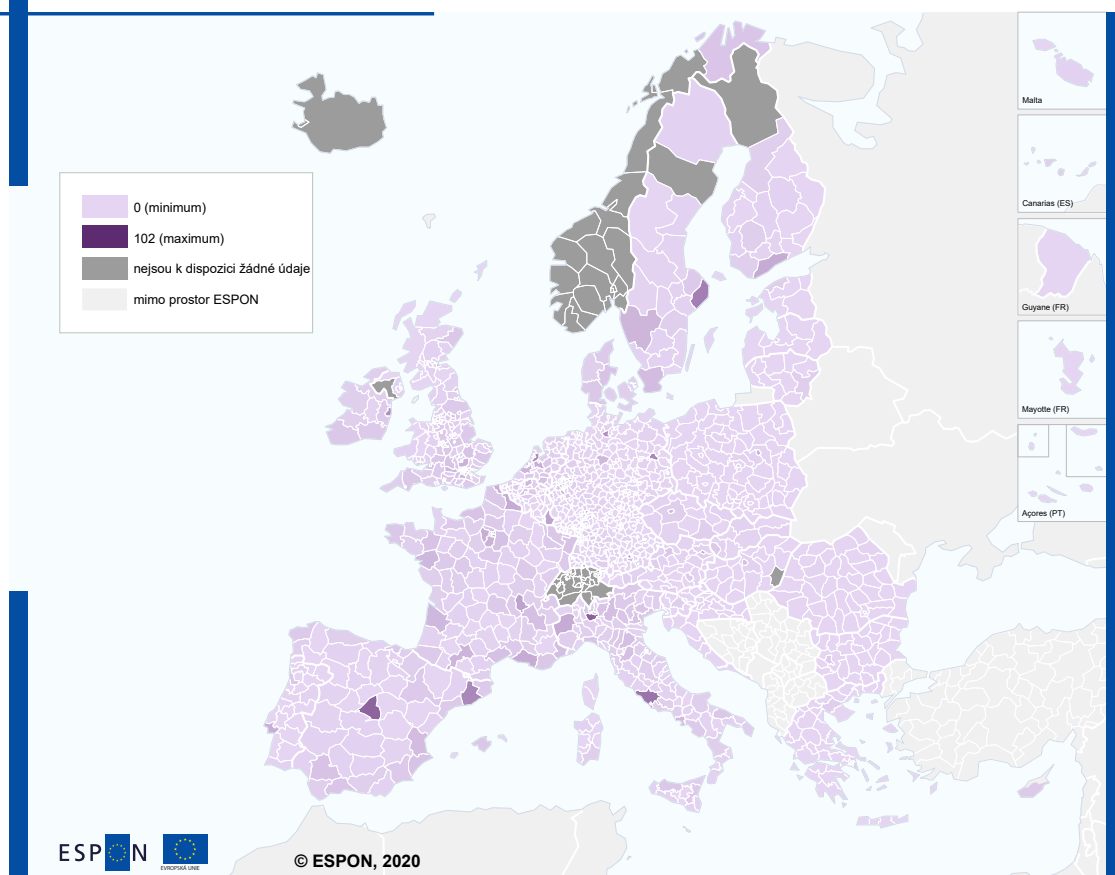 0 (minimum)
102 (maximum)
nejsou k dispozici žádné údaje
mimo prostor ESPON
Malta
Canarias (ES)
Guyane (FR)
Mayotte (FR)
Açores (PT)
ESPON
EVROPSKÁ UNIE
© ESPON, 2020